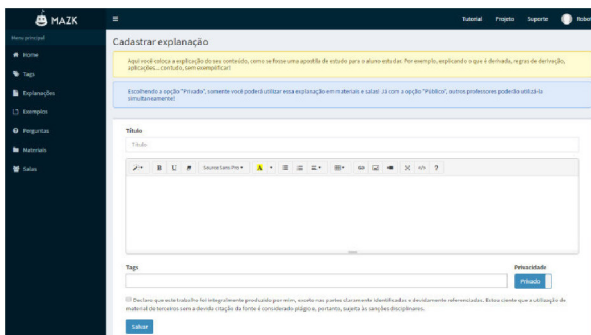 MAZK
Tutorial Projeto Suporte Rober
Menu principal
Home
Tags
Explanações
Exemplos
Perguntas
Materiais
Salas
Cadastrar explanação
Aqui você coloca a explicação do seu conteúdo, como se fosse uma apostila de estudo para o aluno estudar. Por exemplo, explicando o que é derivada, regras de derivação,
aplicações... contudo, sem exemplificar!
Escolhendo a opção "Privado", somente você poderá utilizar essa explanação em materiais e salas! Já com a opção "Público", outros professores poderão utilizá-la
simultaneamente!
Título
Título
B U Source Sans Pro A </> ?
Tags
Privacidade
Privado
Declaro que este trabalho foi integralmente produzido por mim, exceto nas partes claramente identificadas e devidamente referenciadas. Estou ciente que a utilização de
material de terceiros sem a devida citação da fonte é considerado plágio e, portanto, sujeita às sanções disciplinares.
Salvar